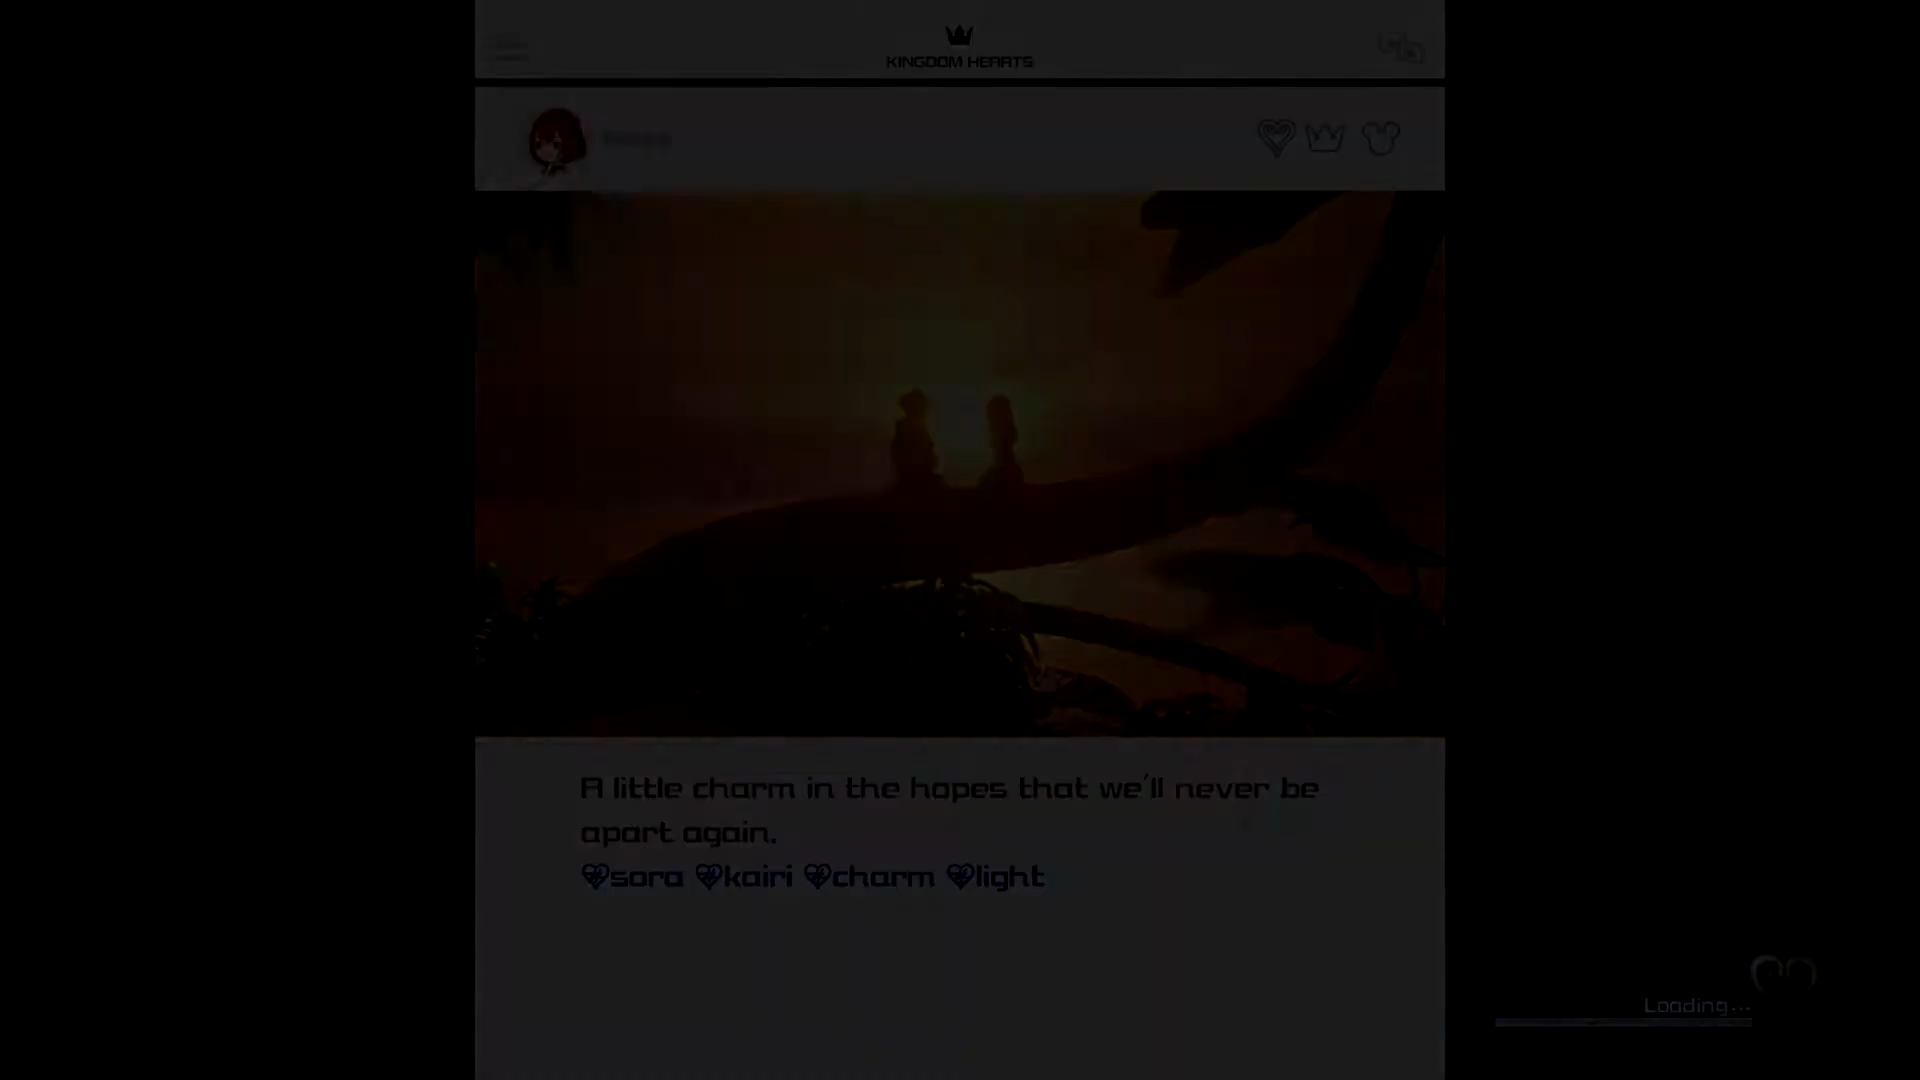 KINGDOM HEARTS
A little charm in the hopes that we'll never be
apart again.
sora kairi charm light
Loading...